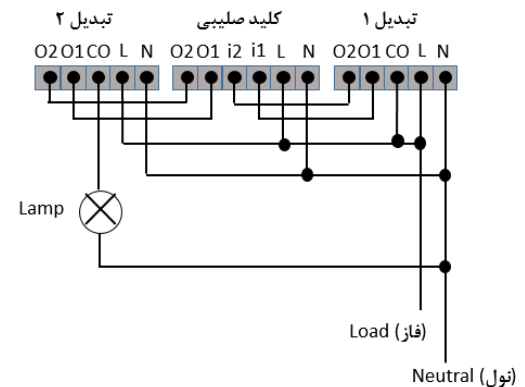 تبدیل ۱
کلید صلیبی
تبدیل ۲
O2 O1 CO L N
O2 O1 i2 i1 L N
O2 O1 CO L N
Lamp
Load (فاز)
Neutral (نول)